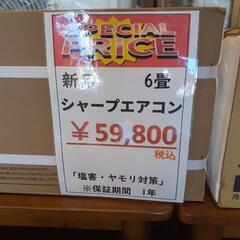 SPECIAL
PRICE
新品 6畳
シャープエアコン
¥59,800
税込
「塩害・ヤモリ対策」
※保証期間 1年